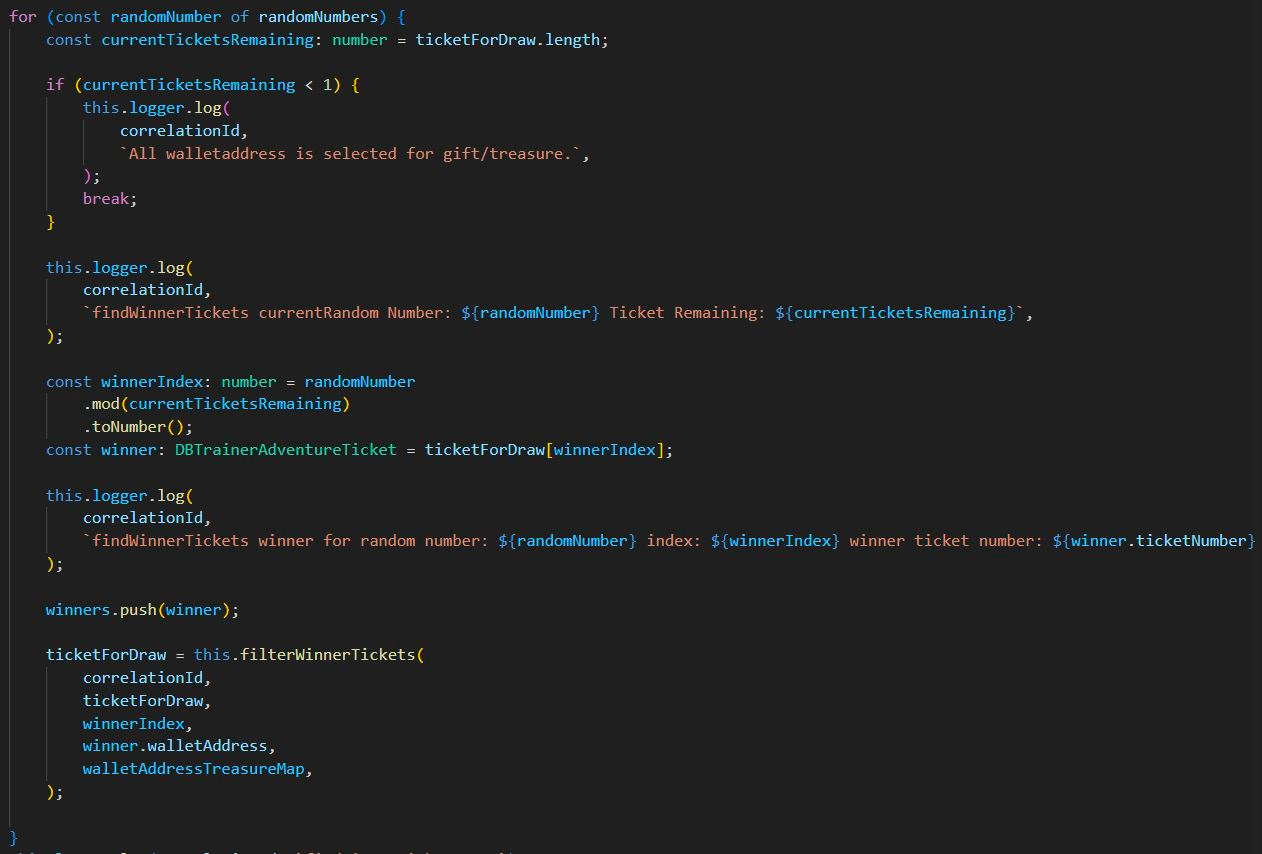 for (const randomNumber of randomNumbers) {
const currentTicketsRemaining: number = ticketForDraw.length;
if (currentTicketsRemaining < 1) {
this.logger.log(
correlationId,
`All walletaddress is selected for gift/treasure.`,
);
break;
}
this.logger.log(
correlationId,
`findWinnerTickets currentRandom Number: ${randomNumber} Ticket Remaining: ${currentTicketsRemaining}`,
);
const winnerIndex: number = randomNumber
.mod(currentTicketsRemaining)
.toNumber();
const winner: DBTrainerAdventureTicket = ticketForDraw[winnerIndex];
this.logger.log(
correlationId,
`findWinnerTickets winner for random number: ${randomNumber} index: ${winnerIndex} winner ticket number: ${winner.ticketNumber}
);
winners.push(winner);
ticketForDraw = this.filterWinnerTickets(
correlationId,
ticketForDraw,
winnerIndex,
winner.walletAddress,
walletAddressTreasureMap,
);
}